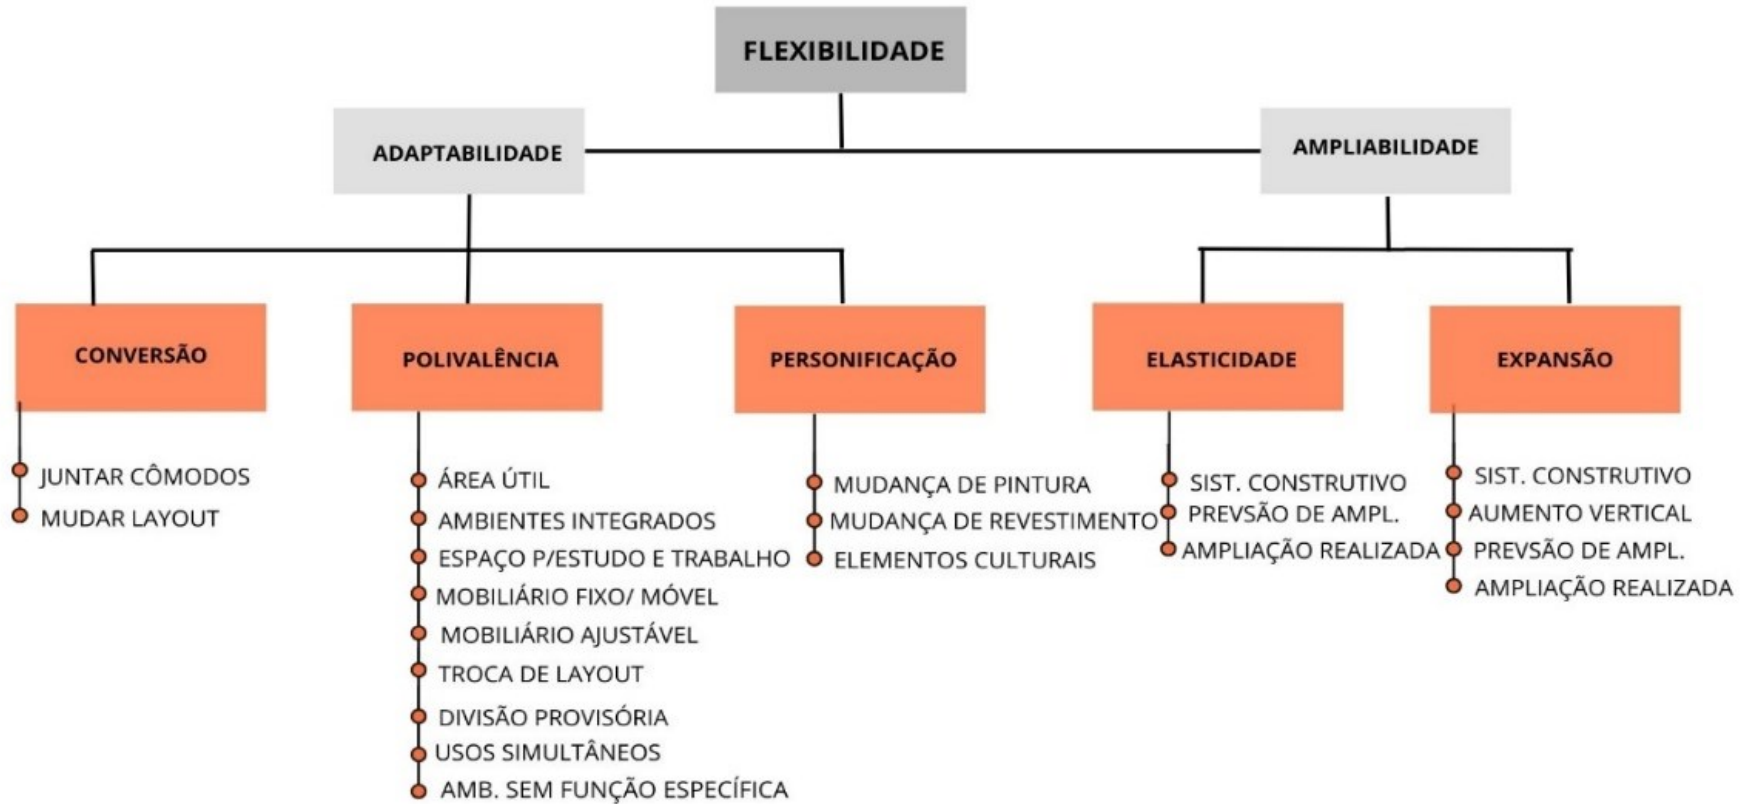 FLEXIBILIDADE
ADAPTABILIDADE
AMPLIABILIDADE
CONVERSÃO
JUNTAR CÔMODOS
MUDAR LAYOUT
POLIVALÊNCIA
ÁREA ÚTIL
AMBIENTES INTEGRADOS
ESPAÇO P/ESTUDO E TRABALHO
MOBILIÁRIO FIXO/ MÓVEL
MOBILIÁRIO AJUSTÁVEL
TROCA DE LAYOUT
DIVISÃO PROVISÓRIA
USOS SIMULTÂNEOS
AMB. SEM FUNÇÃO ESPECÍFICA
PERSONIFICAÇÃO
MUDANÇA DE PINTURA
MUDANÇA DE REVESTIMENTO
ELEMENTOS CULTURAIS
ELASTICIDADE
SIST. CONSTRUTIVO
PREVSÃO DE AMPL.
AMPLIAÇÃO REALIZADA
EXPANSÃO
SIST. CONSTRUTIVO
AUMENTO VERTICAL
PREVSÃO DE AMPL.
AMPLIAÇÃO REALIZADA